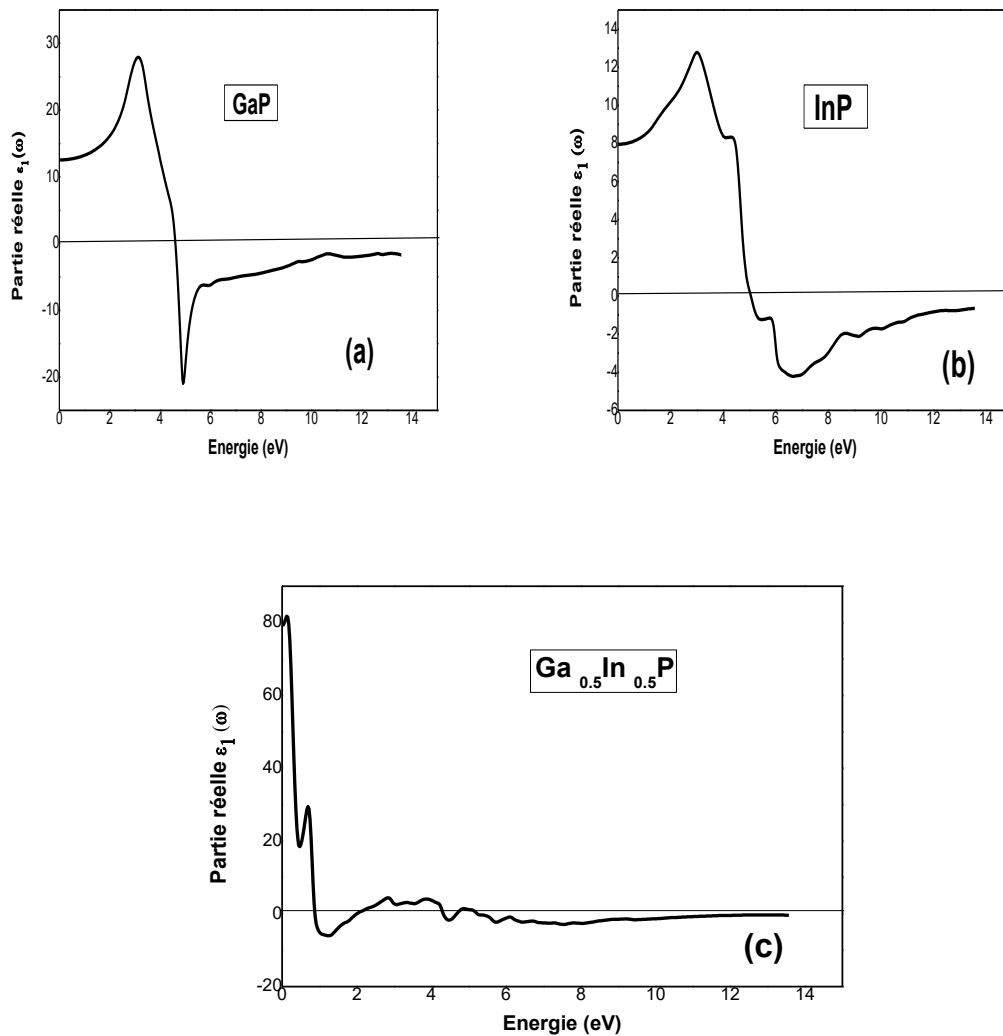 GaP
Partie réelle ε₁(ω)
30
20
10
0
-10
-20
0 2 4 6 8 10 12 14
Energie (eV)
(a)
InP
Partie réelle ε₁ (ω)
14
12
10
8
6
4
2
0
-2
-4
-6
0 2 4 6 8 10 12 14
Energie (eV)
(b)
Ga 0.5In 0.5P
Partie réelle ε₁ (ω)
80
60
40
20
0
-20
0 2 4 6 8 10 12 14
Energie (eV)
(c)